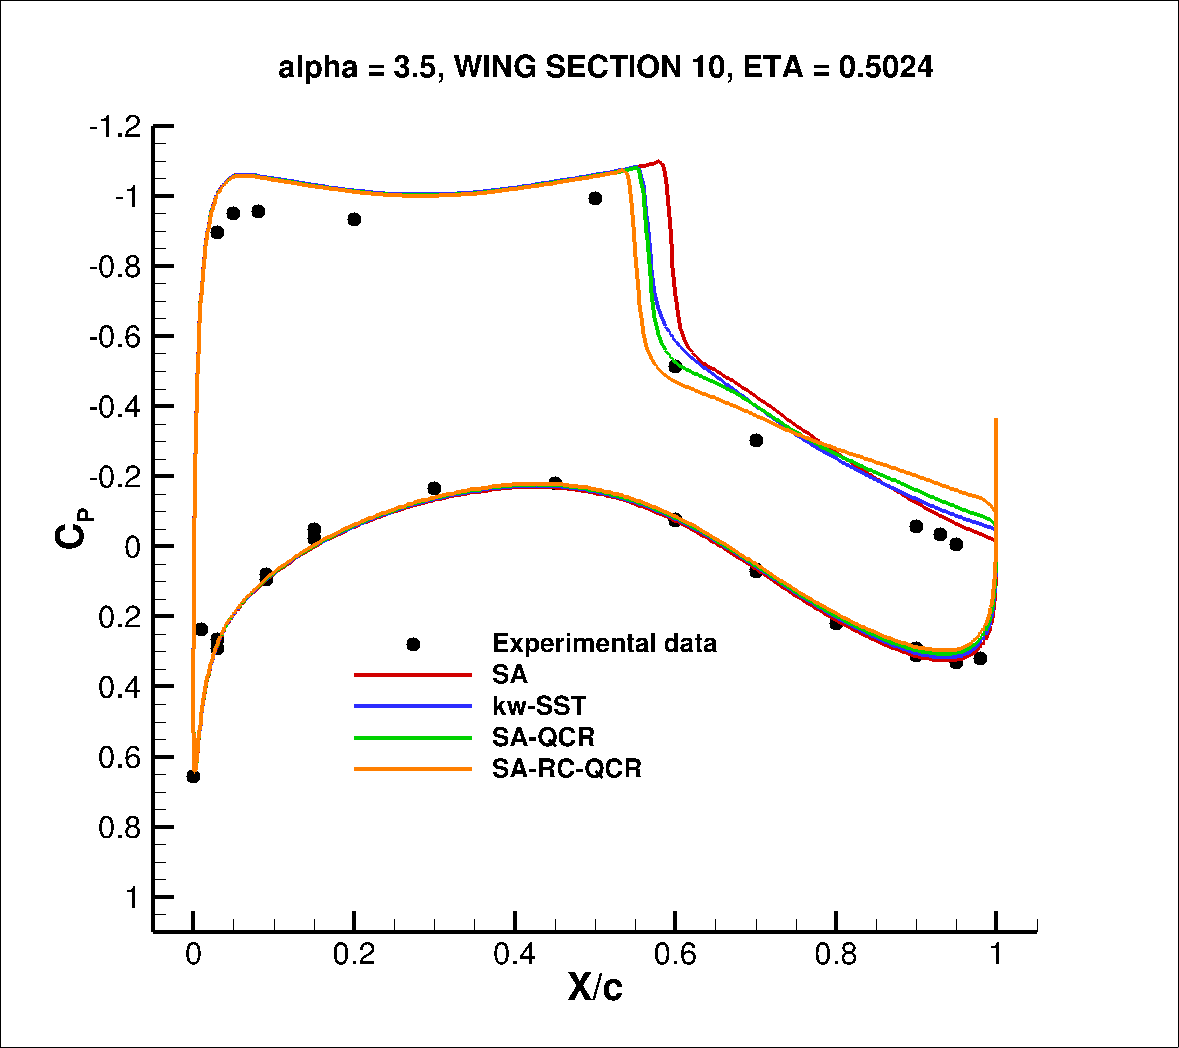 alpha = 3.5, WING SECTION 10, ETA = 0.5024
-1.2
-1
-0.8
-0.6
-0.4
-0.2
0
0.2
0.4
0.6
0.8
1
CP
Experimental data
SA
kw-SST
SA-QCR
SA-RC-QCR
0 0.2 0.4 0.6 0.8 1
X/c